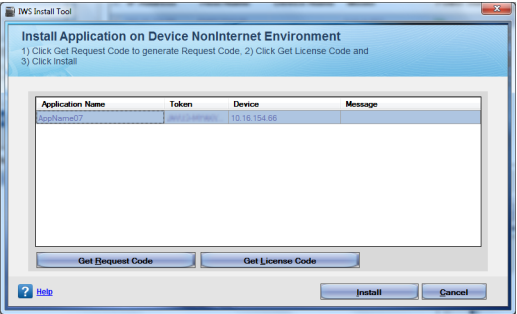 IWS Install Tool
Install Application on Device NonInternet Environment
1) Click Get Request Code to generate Request Code, 2) Click Get License Code and
3) Click Install
Application Name Token Device Message
AppName07 10.16.154.66
Get Request Code Get License Code
? Help Install Cancel